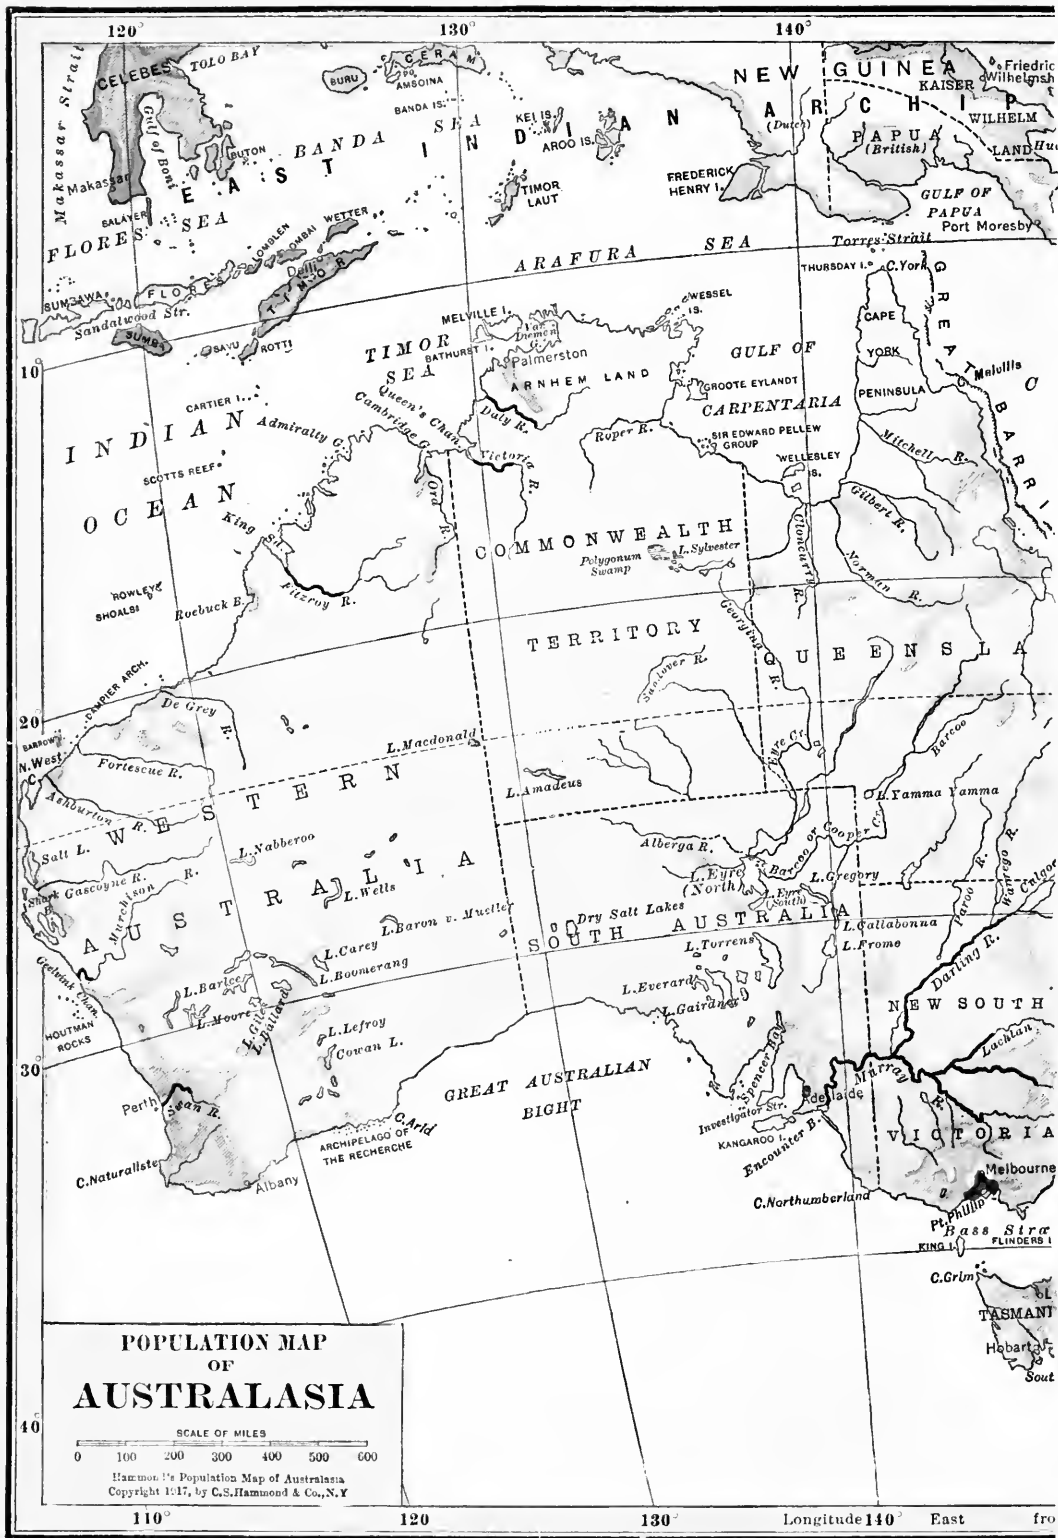 120°
130°
140°
Makassar Strait
CELEBES
TOLO BAY
Gulf of Boni
Makassar
BUTON
SALAYER
BURU
CERAM
AMBOINA
BANDA IS.
BANDA SEA
KEI IS.
AROO IS.
EAST INDIAN ARCHIP
NEW GUINEA
(Dutch)
KAISER
WILHELM
LAND
Friedric
Wilhelmsh
PAPUA
(British)
FREDERICK
HENRY I.
GULF OF
PAPUA
Port Moresby
TIMOR
LAUT
FLORES SEA
LOMBLEN
OMBAI
WETTER
Delli
TIMOR
FLORES
SUMBAWA
Sandalwood Str.
SUMBA
SAVU
ROTTI
ARAFURA SEA
Torres Strait
THURSDAY I.
C. York
GREAT BARRI
CAPE
YORK
PENINSULA
C. Melville
C
10°
TIMOR
SEA
MELVILLE I.
BATHURST I.
Van
Diemen
G.
Palmerston
WESSEL
IS.
ARNHEM LAND
GULF OF
CARPENTARIA
GROOTE EYLANDT
SIR EDWARD PELLEW
GROUP
WELLESLEY
IS.
Daly R.
Roper R.
CARTIER I.
Admiralty G.
Queen's Chan.
Cambridge G.
Victoria R.
Ord R.
INDIAN
OCEAN
SCOTTS REEF
King Sd.
Fitzroy R.
Roebuck B.
ROWLEY
SHOALS
Mitchell R.
Gilbert R.
Norman R.
Cloncurry R.
COMMONWEALTH
TERRITORY
Polygonum
Swamp
L. Sylvester
Georgina R.
Sandover R.
QUEENSLA
20°
DAMPIER ARCH.
De Grey R.
BARROW
N. West
C.
Fortescue R.
Ashburton R.
L. Macdonald
L. Amadeus
Eyre Cr.
Barcoo
L. Yamma Yamma
WESTERN
AUSTRALIA
Salt L.
Gascoyne R.
Shark
B.
Murchison R.
L. Nabberoo
L. Wells
L. Carey
L. Baron v. Mueller
L. Boomerang
L. Barlee
L. Moore
L. Giles
L. Ballard
L. Lefroy
Cowan L.
Geelvink Chan.
HOUTMAN
ROCKS
Alberga R.
Barcoo or Cooper Cr.
L. Eyre
(North)
L. Eyre
(South)
L. Gregory
Dry Salt Lakes
SOUTH AUSTRALIA
L. Callabonna
L. Frome
L. Torrens
L. Everard
L. Gairdner
Paroo R.
Warrego R.
Culgoa
Darling R.
NEW SOUTH
Lachlan
30°
Perth
Swan R.
C. Naturaliste
Albany
C. Arid
ARCHIPELAGO OF
THE RECHERCHE
GREAT AUSTRALIAN
BIGHT
Spencer Bay
Investigator Str.
KANGAROO I.
Adelaide
Encounter B.
Murray R.
VICTORIA
Melbourne
C. Northumberland
Pt. Phillip
Bass Stra
KING I.
FLINDERS I
C. Grim
TASMANI
Hobart
Sout
POPULATION MAP
OF
AUSTRALASIA
SCALE OF MILES
0 100 200 300 400 500 600
Hammond's Population Map of Australasia
Copyright 1917, by C.S. Hammond & Co., N.Y
40°
110°
120°
130°
Longitude 140° East fro